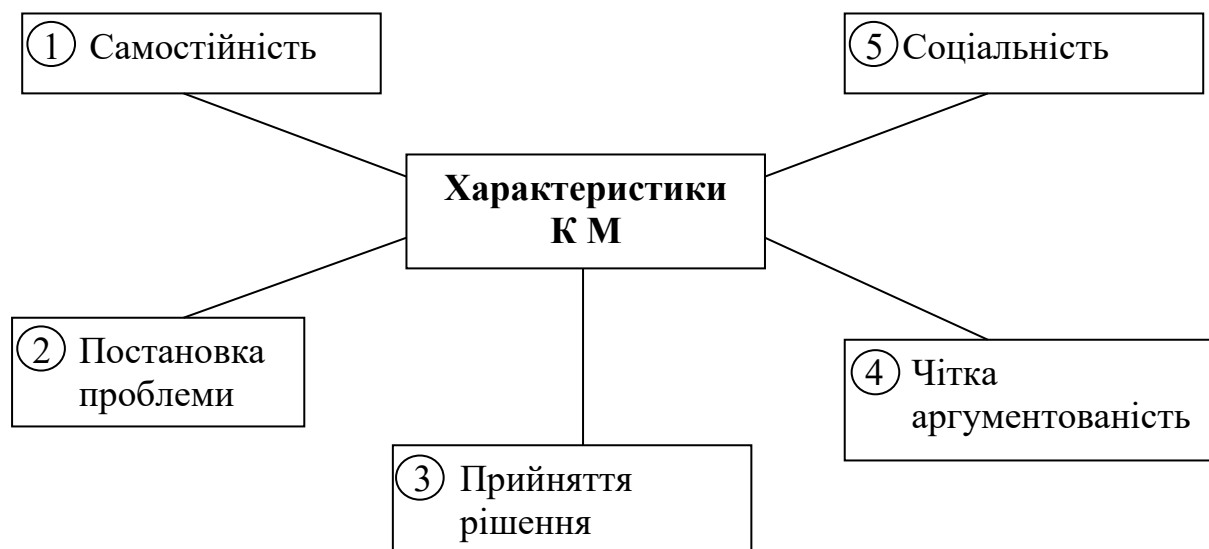 1 Самостійність
5 Соціальність
Характеристики
К М
2 Постановка
проблеми
4 Чітка
аргументованість
3 Прийняття
рішення